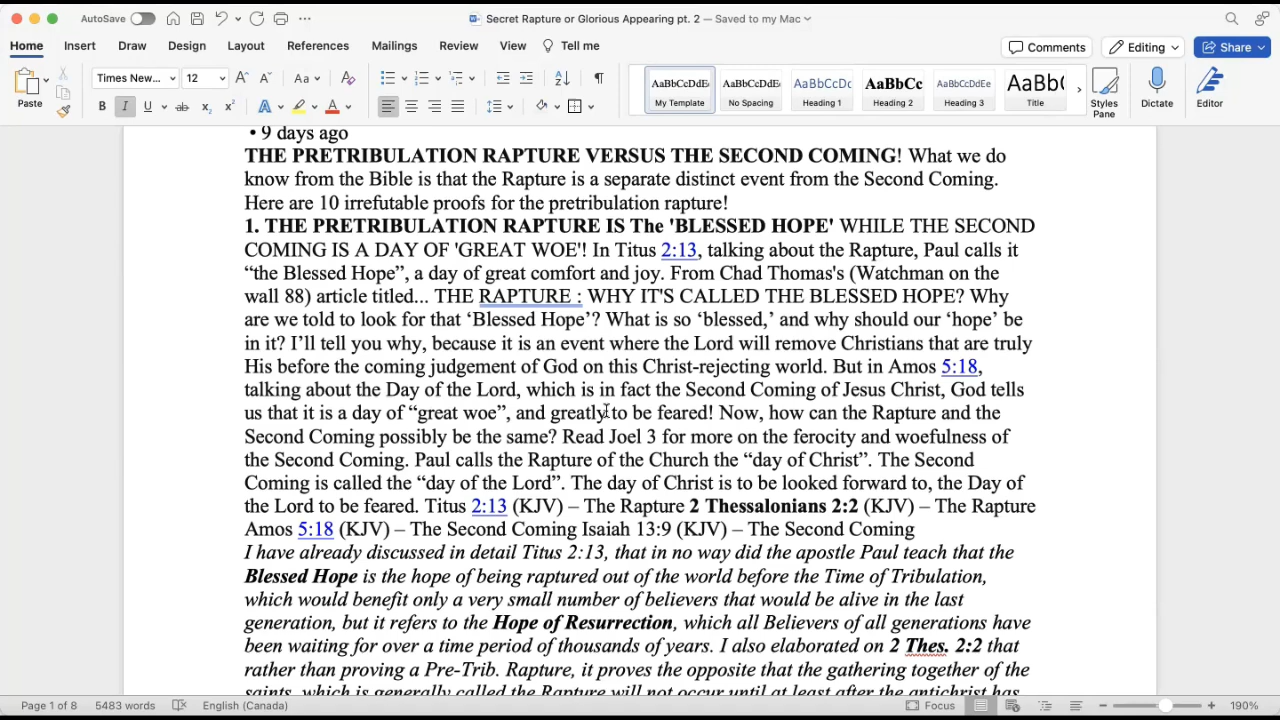 AutoSave
Secret Rapture or Glorious Appearing pt. 2 — Saved to my Mac
Home Insert Draw Design Layout References Mailings Review View Tell me Comments Editing Share
Paste
Times New... 12 Aa
B I U ab x₂ x² A A
AaBbCcDdEe AaBbCcDdEe AaBbCcDc AaBbCc AaBbCcDdEe AaBb(
My Template No Spacing Heading 1 Heading 2 Heading 3 Title Styles Pane Dictate Editor
• 9 days ago
THE PRETRIBULATION RAPTURE VERSUS THE SECOND COMING! What we do
know from the Bible is that the Rapture is a separate distinct event from the Second Coming.
Here are 10 irrefutable proofs for the pretribulation rapture!
1. THE PRETRIBULATION RAPTURE IS The 'BLESSED HOPE' WHILE THE SECOND
COMING IS A DAY OF 'GREAT WOE'! In Titus 2:13, talking about the Rapture, Paul calls it
“the Blessed Hope”, a day of great comfort and joy. From Chad Thomas's (Watchman on the
wall 88) article titled... THE RAPTURE : WHY IT'S CALLED THE BLESSED HOPE? Why
are we told to look for that ‘Blessed Hope’? What is so ‘blessed,’ and why should our ‘hope’ be
in it? I’ll tell you why, because it is an event where the Lord will remove Christians that are truly
His before the coming judgement of God on this Christ-rejecting world. But in Amos 5:18,
talking about the Day of the Lord, which is in fact the Second Coming of Jesus Christ, God tells
us that it is a day of “great woe”, and greatly to be feared! Now, how can the Rapture and the
Second Coming possibly be the same? Read Joel 3 for more on the ferocity and woefulness of
the Second Coming. Paul calls the Rapture of the Church the “day of Christ”. The Second
Coming is called the “day of the Lord”. The day of Christ is to be looked forward to, the Day of
the Lord to be feared. Titus 2:13 (KJV) – The Rapture 2 Thessalonians 2:2 (KJV) – The Rapture
Amos 5:18 (KJV) – The Second Coming Isaiah 13:9 (KJV) – The Second Coming
I have already discussed in detail Titus 2:13, that in no way did the apostle Paul teach that the
Blessed Hope is the hope of being raptured out of the world before the Time of Tribulation,
which would benefit only a very small number of believers that would be alive in the last
generation, but it refers to the Hope of Resurrection, which all Believers of all generations have
been waiting for over a time period of thousands of years. I also elaborated on 2 Thes. 2:2 that
rather than proving a Pre-Trib. Rapture, it proves the opposite that the gathering together of the
saints, which is generally called the Rapture will not occur until at least after the antichrist has
Page 1 of 8 5483 words English (Canada) Focus 190%